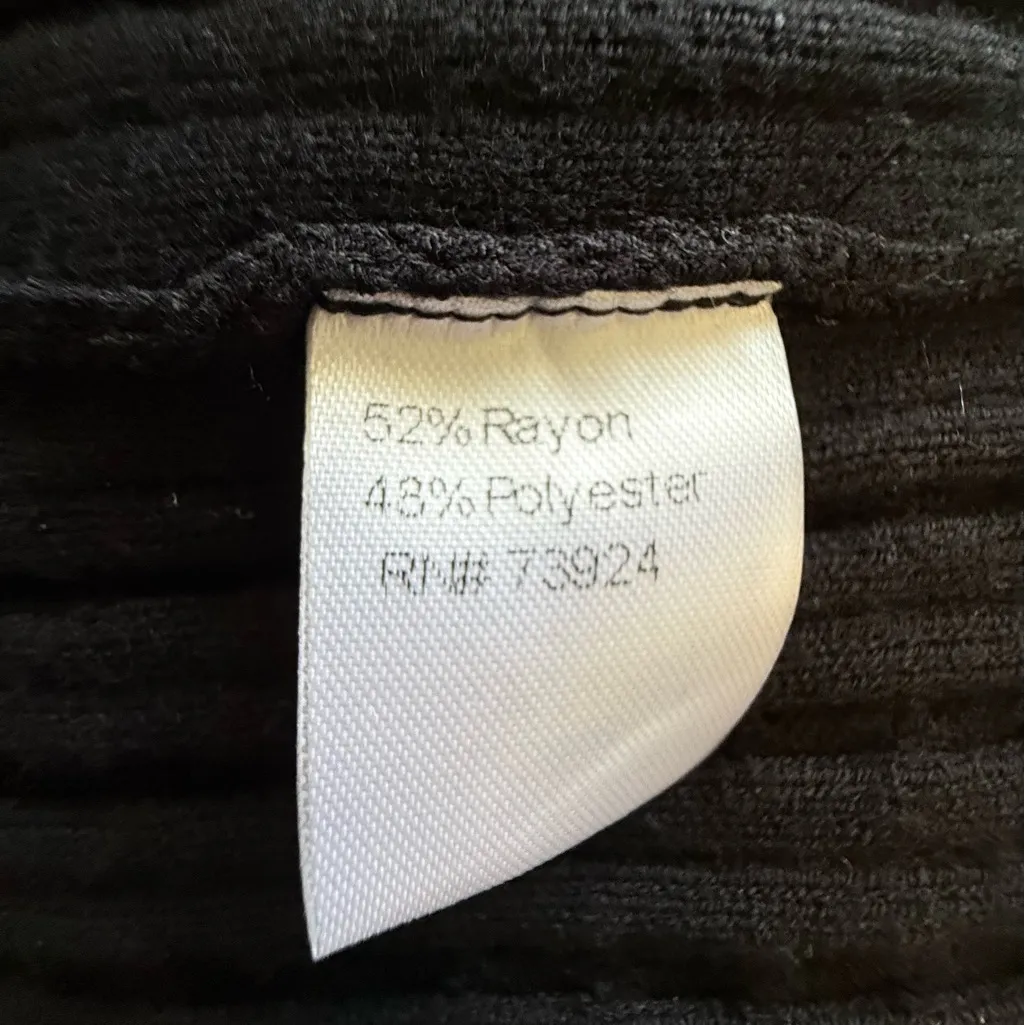 52% Rayon
48% Polyester
RN# 73924